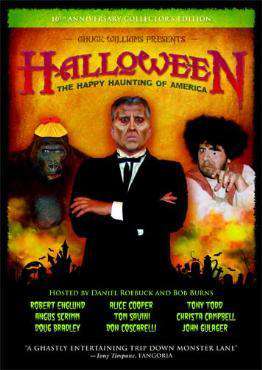 10th ANNIVERSARY COLLECTOR'S EDITION
CHUCK WILLIAMS PRESENTS
HALLOWEEN
THE HAPPY HAUNTING OF AMERICA
HOSTED BY DANIEL ROEBUCK AND BOB BURNS
ROBERT ENGLUND ALICE COOPER TONY TODD
ANGUS SCRIMM TOM SAVINI CHRISTA CAMPBELL
DOUG BRADLEY DON COSCARELLI JOHN GULAGER
"A GHASTLY ENTERTAINING TRIP DOWN MONSTER LANE"
—Tony Timpone, FANGORIA